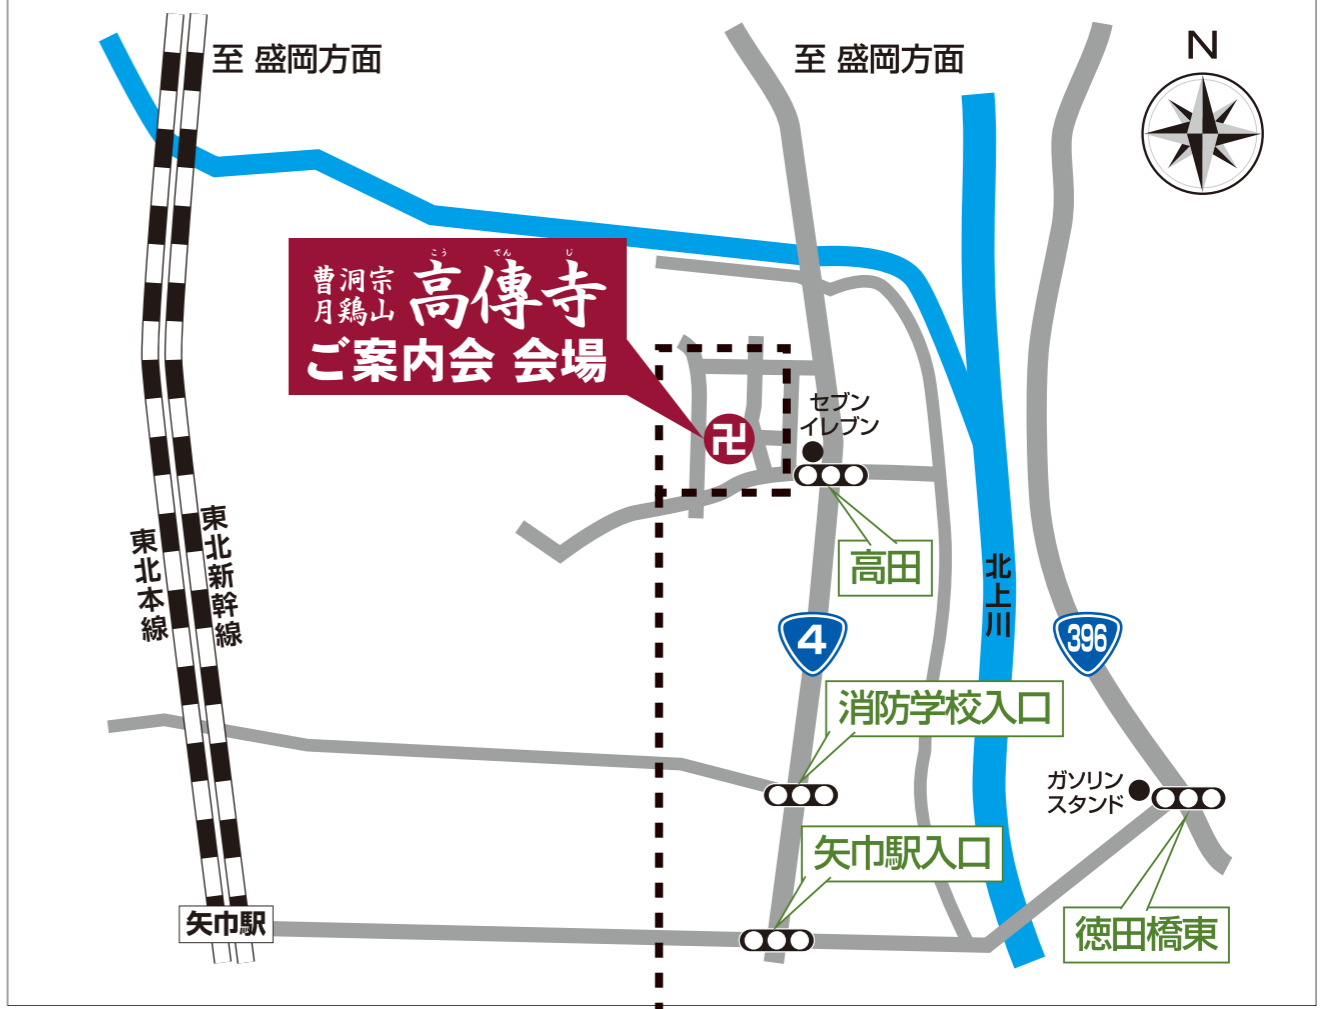 至 盛岡方面
至 盛岡方面
N
こう でん じ
曹洞宗
月鶏山
高傳寺
ご案内会 会場
卍
セブン
イレブン
高田
東北本線
東北新幹線
北上川
4
396
消防学校入口
ガソリン
スタンド
矢巾駅入口
矢巾駅
徳田橋東